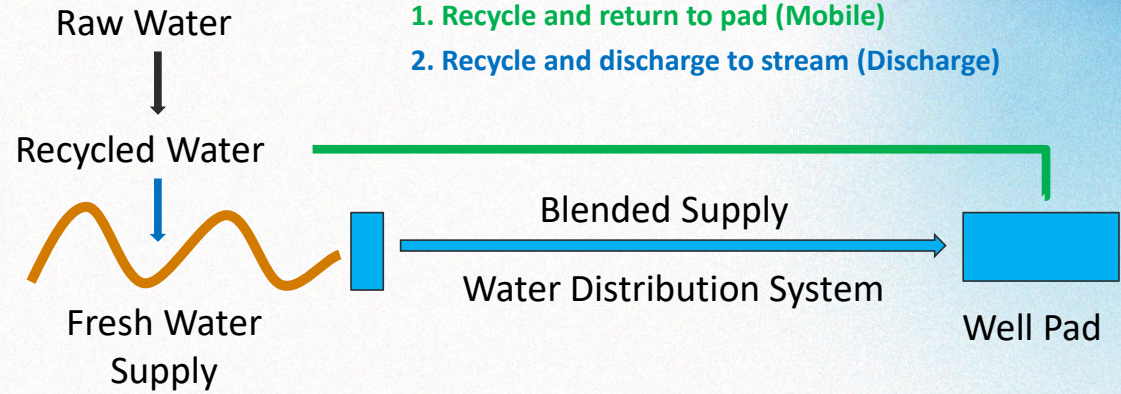 Raw Water
1. Recycle and return to pad (Mobile)
2. Recycle and discharge to stream (Discharge)
Recycled Water
Blended Supply
Water Distribution System
Fresh Water
Supply
Well Pad